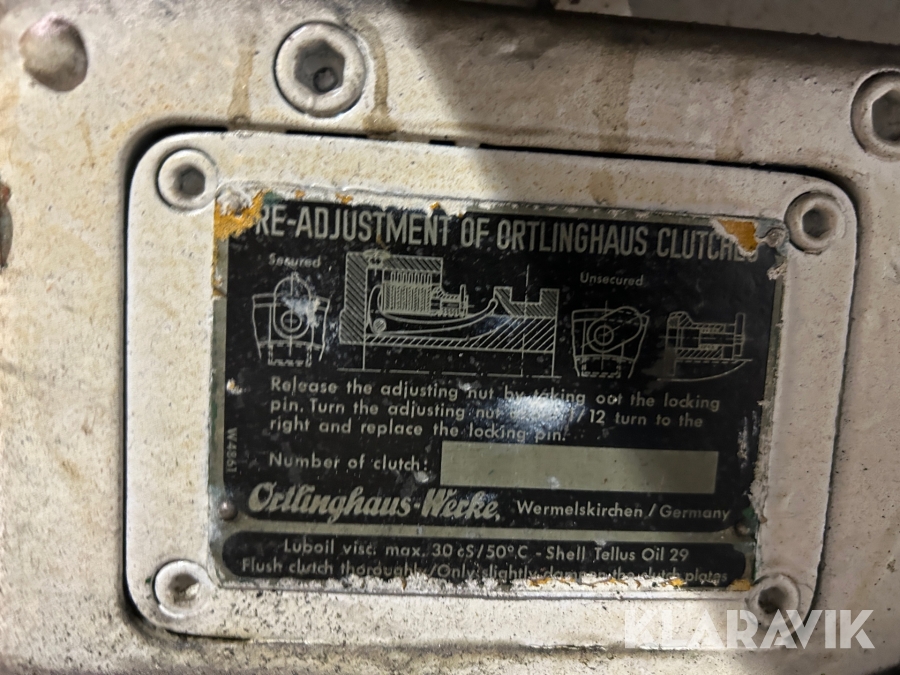 RE-ADJUSTMENT OF ORTLINGHAUS CLUTCHES
Secured
Unsecured
Release the adjusting nut by taking out the locking
pin. Turn the adjusting nut 12 turn to the
right and replace the locking pin.
W4861
Number of clutch:
Ortlinghaus-Werke, Wermelskirchen / Germany
Luboil visc. max. 30 cS/50°C - Shell Tellus Oil 29
Flush clutch thoroughly/Only slightly dampen the clutch plates
KLARAVIK